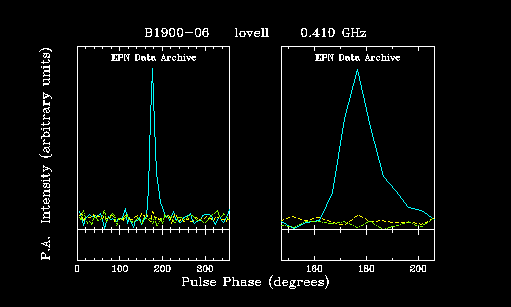 B1900-06 lovell 0.410 GHz
EPN Data Archive EPN Data Archive
P.A. Intensity (arbitrary units)
0 100 200 300 160 180 200
Pulse Phase (degrees)